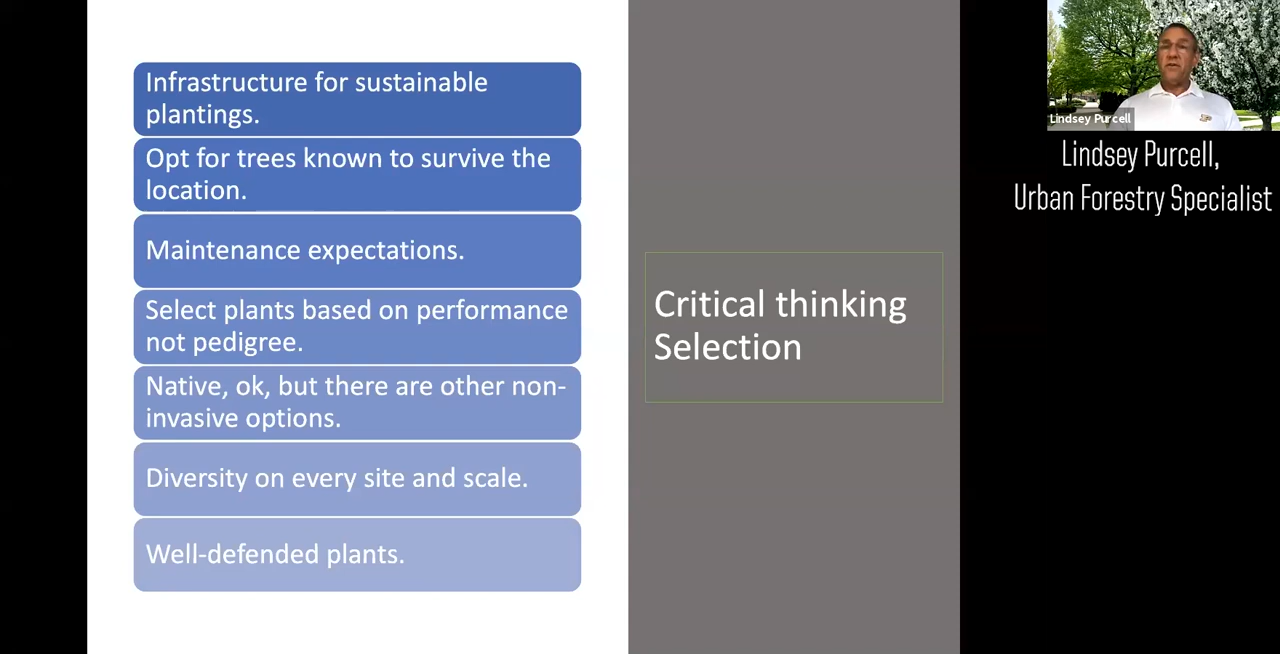 Infrastructure for sustainable
plantings.
Opt for trees known to survive the
location.
Maintenance expectations.
Select plants based on performance
not pedigree.
Native, ok, but there are other non-
invasive options.
Diversity on every site and scale.
Well-defended plants.
Critical thinking
Selection
Lindsey Purcell
Lindsey Purcell,
Urban Forestry Specialist